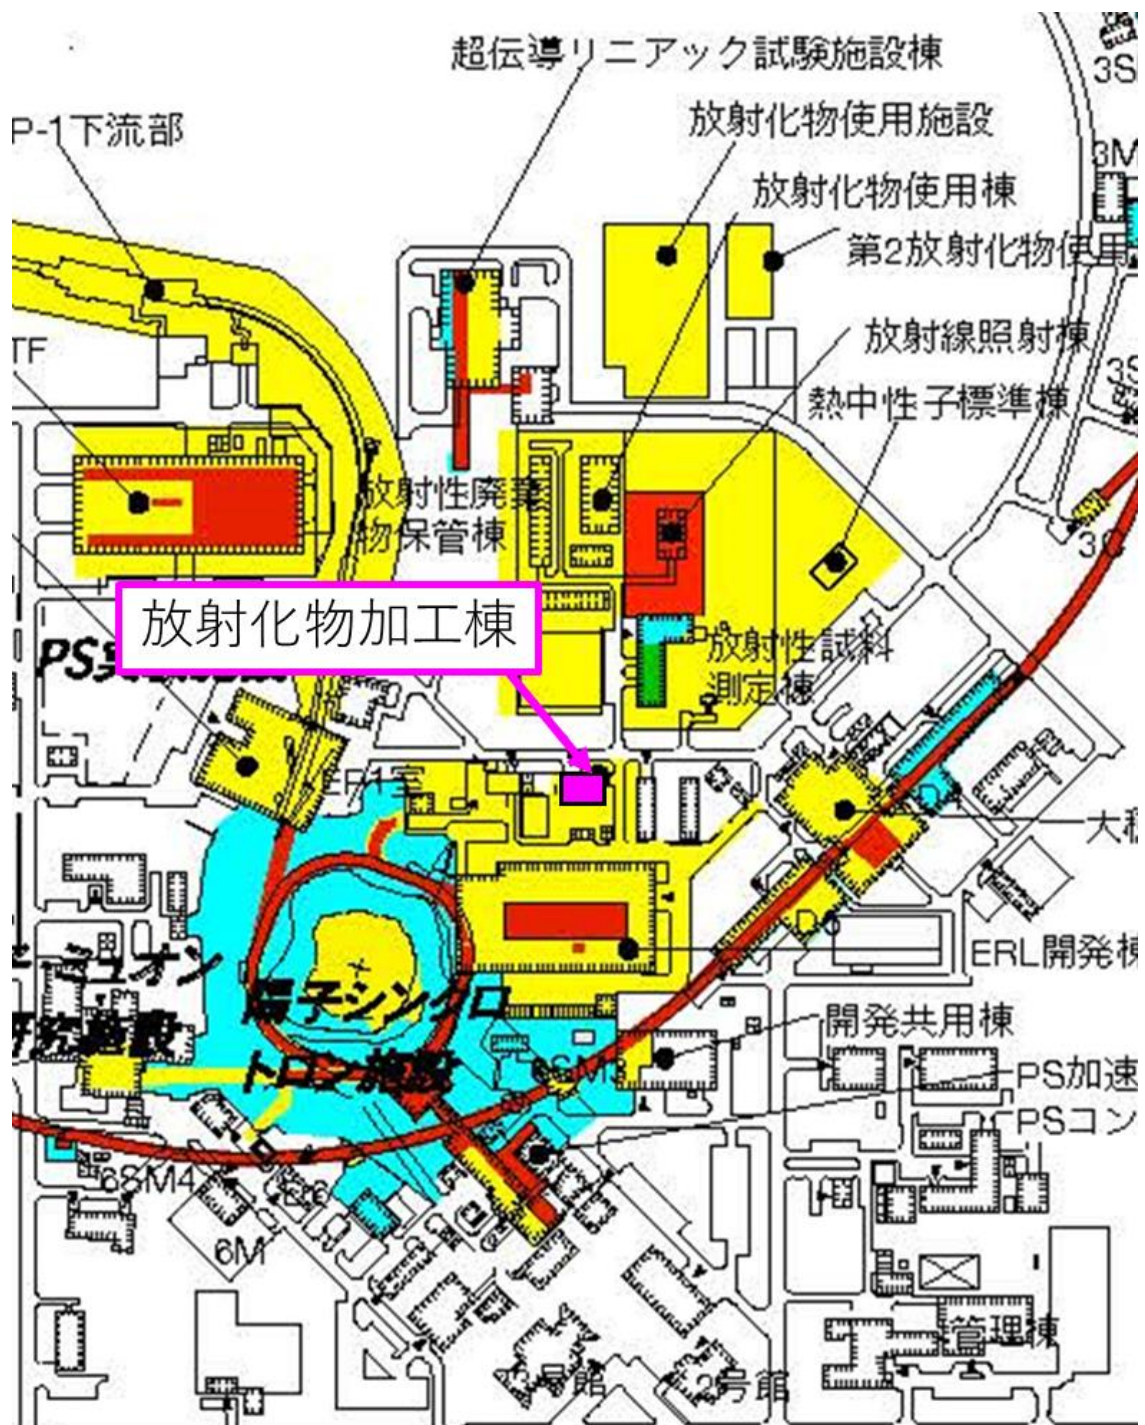 超伝導リニアック試験施設棟
3S
P-1下流部
放射化物使用施設
3M
放射化物使用棟
第2放射化物使用
TF
放射線照射棟
3S
熱中性子標準棟
放射性廃棄
物保管棟
放射化物加工棟
放射性試料
測定棟
大穂
ERL開発棟
陽子シンクロ
トロン施設
開発共用棟
PS加速
PSコン
6SM4
6M
管理棟
2号館